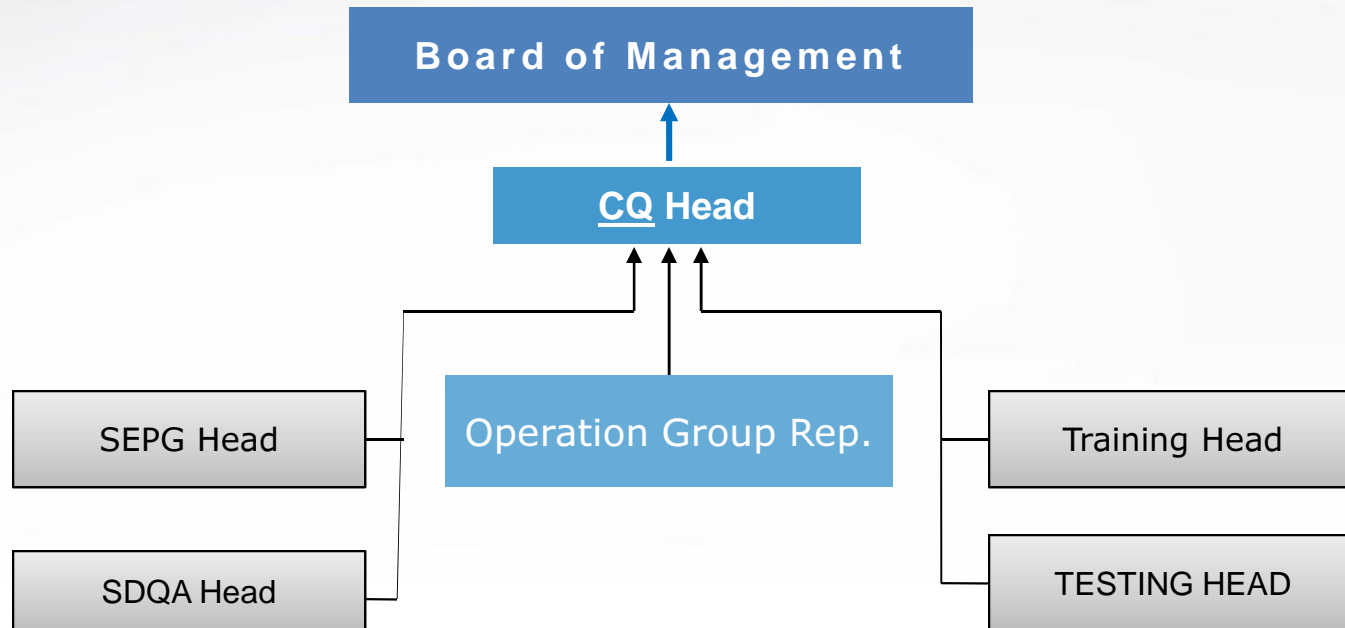 Board of Management
CQ Head
Operation Group Rep.
SEPG Head
Training Head
SDQA Head
TESTING HEAD